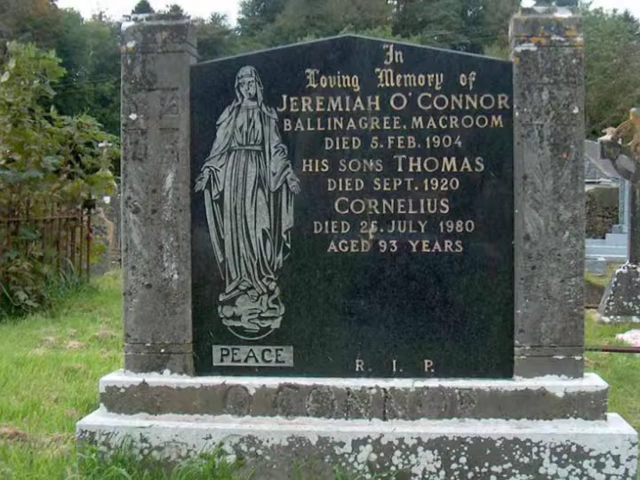 In
Loving Memory of
JEREMIAH O'CONNOR
BALLINAGREE, MACROOM
DIED 5. FEB. 1904
HIS SONS THOMAS
DIED SEPT. 1920
CORNELIUS
DIED 25. JULY 1980
AGED 93 YEARS
PEACE
R. I. P.
O'CONNOR